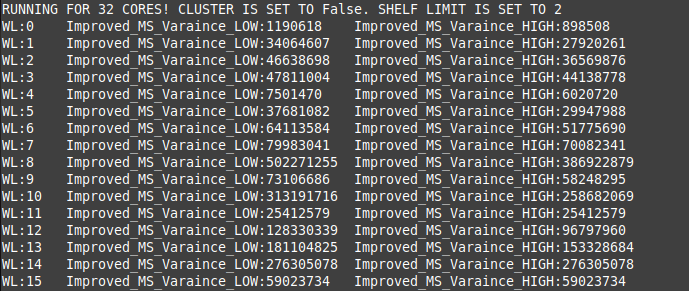 RUNNING FOR 32 CORES! CLUSTER IS SET TO False. SHELF LIMIT IS SET TO 2
WL:0 Improved_MS_Varaince_LOW:1190618 Improved_MS_Varaince_HIGH:898508
WL:1 Improved_MS_Varaince_LOW:34064607 Improved_MS_Varaince_HIGH:27920261
WL:2 Improved_MS_Varaince_LOW:46638698 Improved_MS_Varaince_HIGH:36569876
WL:3 Improved_MS_Varaince_LOW:47811004 Improved_MS_Varaince_HIGH:44138778
WL:4 Improved_MS_Varaince_LOW:7501470 Improved_MS_Varaince_HIGH:6020720
WL:5 Improved_MS_Varaince_LOW:37681082 Improved_MS_Varaince_HIGH:29947988
WL:6 Improved_MS_Varaince_LOW:64113584 Improved_MS_Varaince_HIGH:51775690
WL:7 Improved_MS_Varaince_LOW:79983041 Improved_MS_Varaince_HIGH:70082341
WL:8 Improved_MS_Varaince_LOW:502271255 Improved_MS_Varaince_HIGH:386922879
WL:9 Improved_MS_Varaince_LOW:73106686 Improved_MS_Varaince_HIGH:58248295
WL:10 Improved_MS_Varaince_LOW:313191716 Improved_MS_Varaince_HIGH:258682069
WL:11 Improved_MS_Varaince_LOW:25412579 Improved_MS_Varaince_HIGH:25412579
WL:12 Improved_MS_Varaince_LOW:128330339 Improved_MS_Varaince_HIGH:96797960
WL:13 Improved_MS_Varaince_LOW:181104825 Improved_MS_Varaince_HIGH:153328684
WL:14 Improved_MS_Varaince_LOW:276305078 Improved_MS_Varaince_HIGH:276305078
WL:15 Improved_MS_Varaince_LOW:59023734 Improved_MS_Varaince_HIGH:59023734